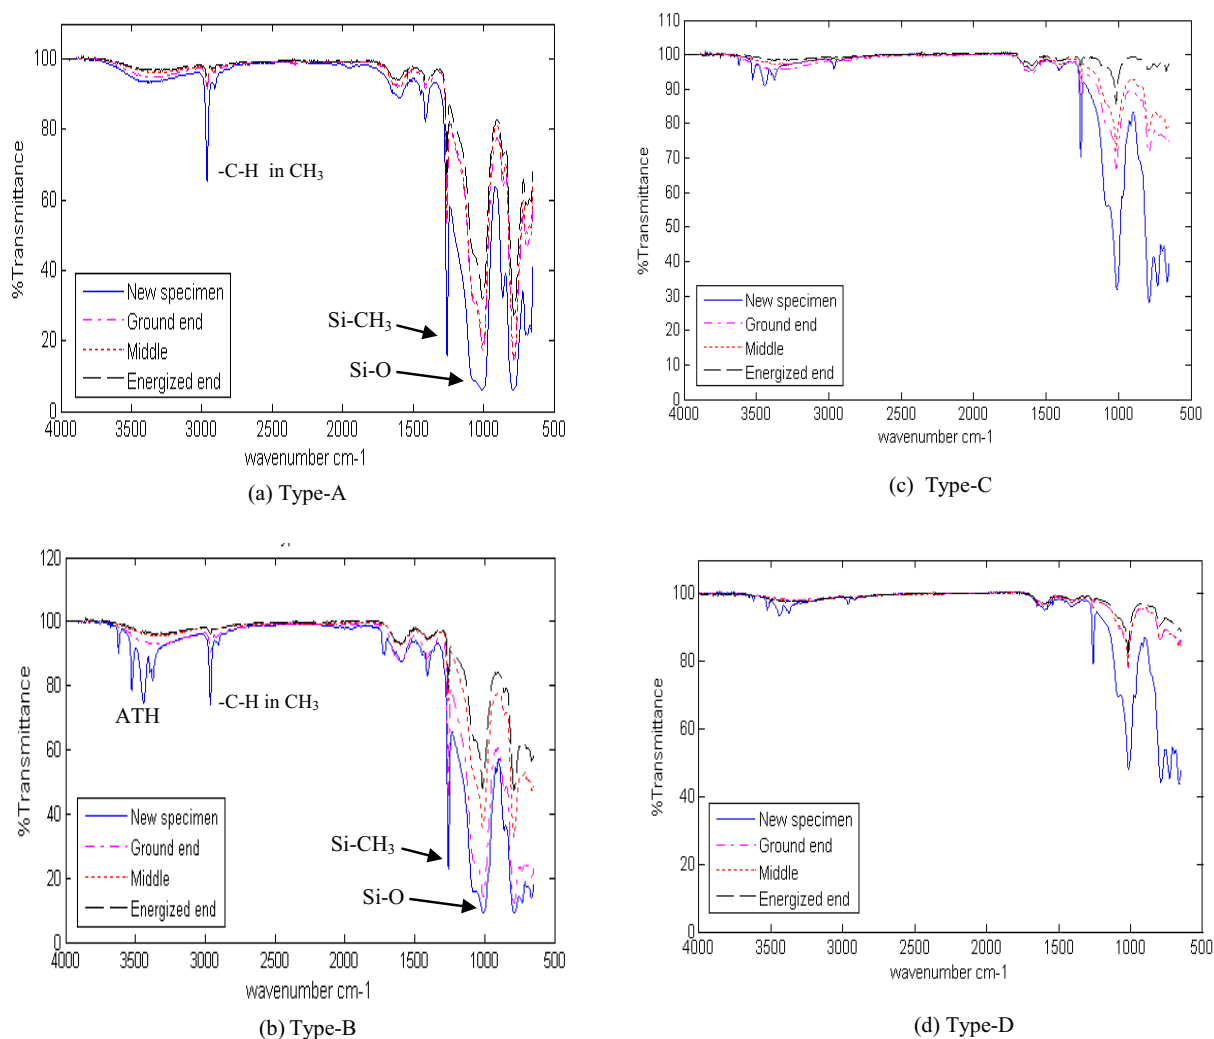 100
80
60
40
20
0
%Transmittance
-C-H in CH3
Si-CH3
Si-O
New specimen
Ground end
Middle
Energized end
4000 3500 3000 2500 2000 1500 1000 500
wavenumber cm-1
(a) Type-A
110
100
90
80
70
60
50
40
30
20
10
0
%Transmittance
New specimen
Ground end
Middle
Energized end
4000 3500 3000 2500 2000 1500 1000 500
wavenumber cm-1
(c) Type-C
120
100
80
60
40
20
0
%Transmittance
ATH
-C-H in CH3
Si-CH3
Si-O
New specimen
Ground end
Middle
Energized end
4000 3500 3000 2500 2000 1500 1000 500
wavenumber cm-1
(b) Type-B
100
80
60
40
20
0
%Transmittance
New specimen
Ground end
Middle
Energized end
4000 3500 3000 2500 2000 1500 1000 500
wavenumber cm-1
(d) Type-D